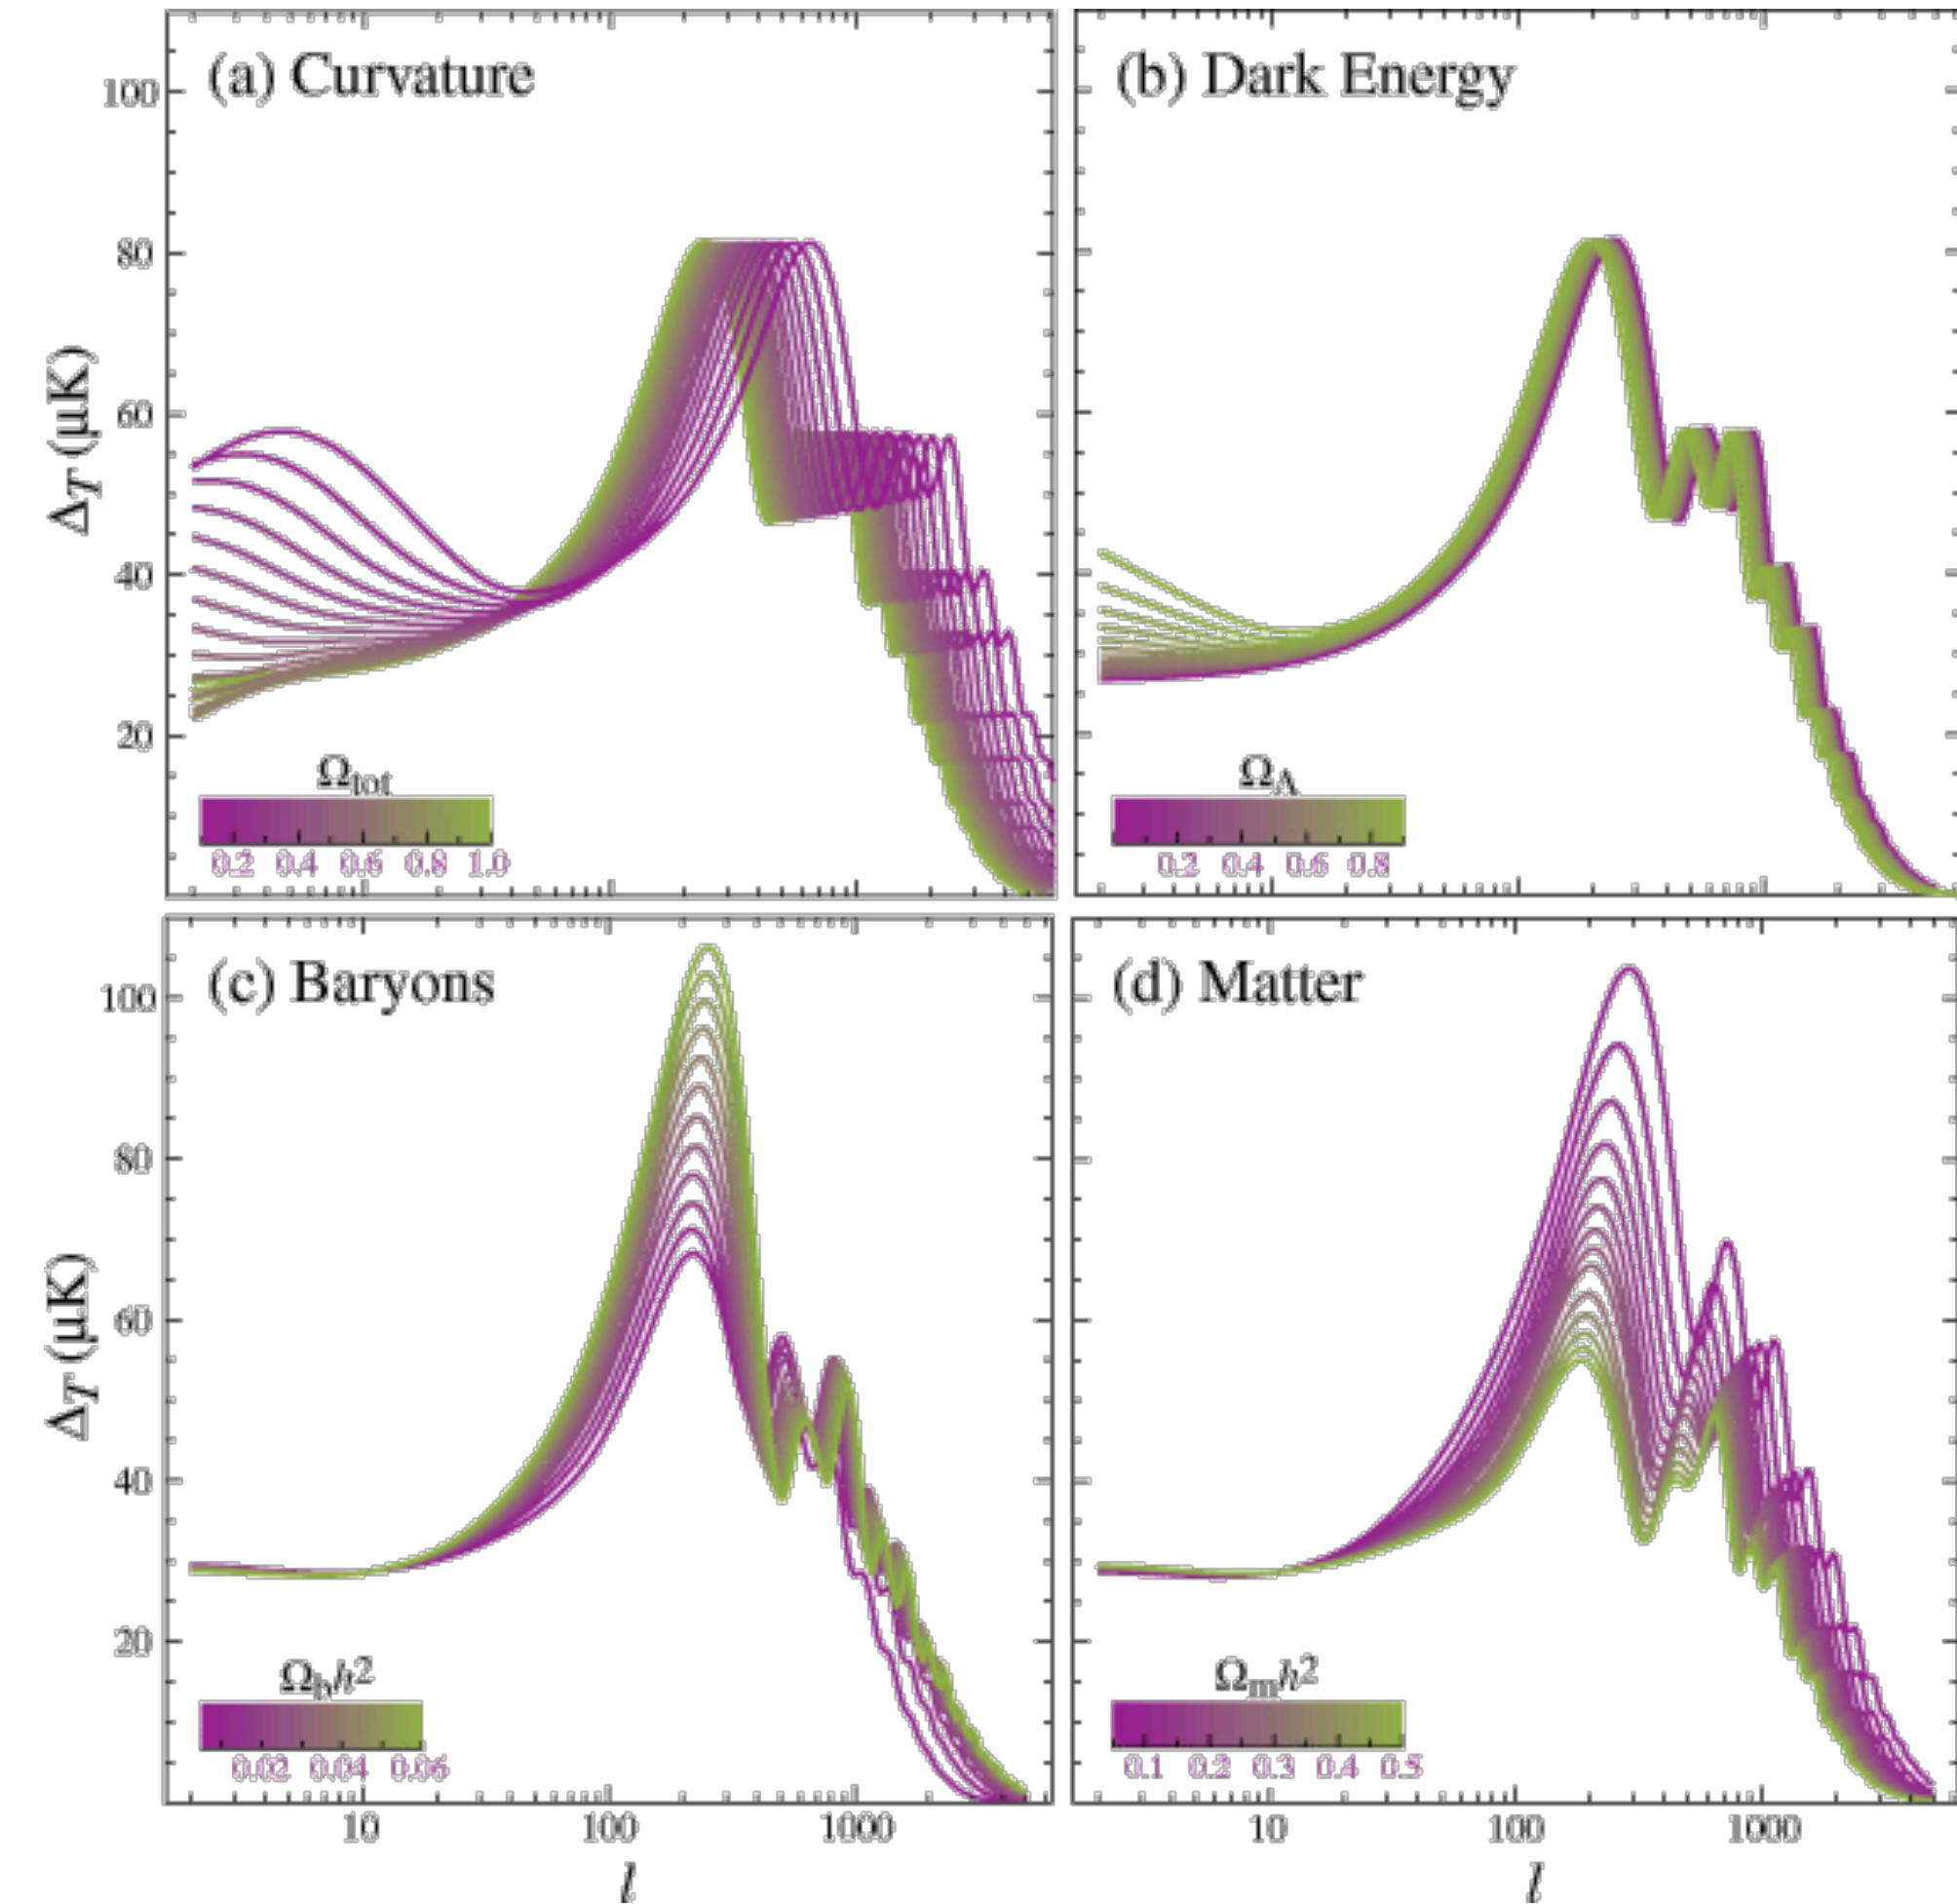 (a) Curvature
(b) Dark Energy
100
80
60
40
20
ΔT (μK)
Ωtot
0.2 0.4 0.6 0.8 1.0
ΩΛ
0.2 0.4 0.6 0.8
(c) Baryons
(d) Matter
100
80
60
40
20
ΔT (μK)
Ωbh²
0.02 0.04 0.06
Ωmh²
0.1 0.2 0.3 0.4 0.5
10 100 1000
10 100 1000
l
l